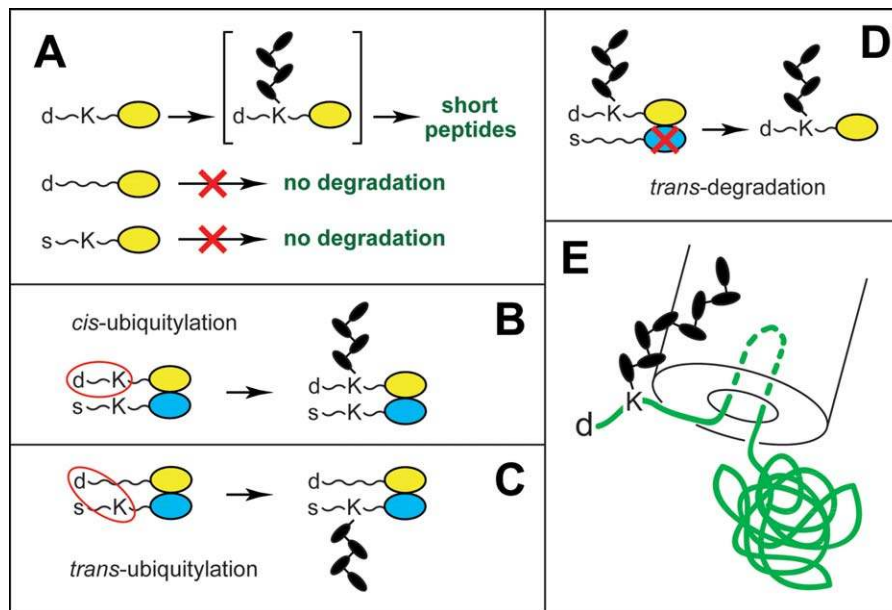 A
d K
d K
short
peptides
d
no degradation
s K
no degradation
B
cis-ubiquitylation
d K
s K
d K
s K
C
d
s K
d
s K
trans-ubiquitylation
D
d K
s
d K
trans-degradation
E
d K